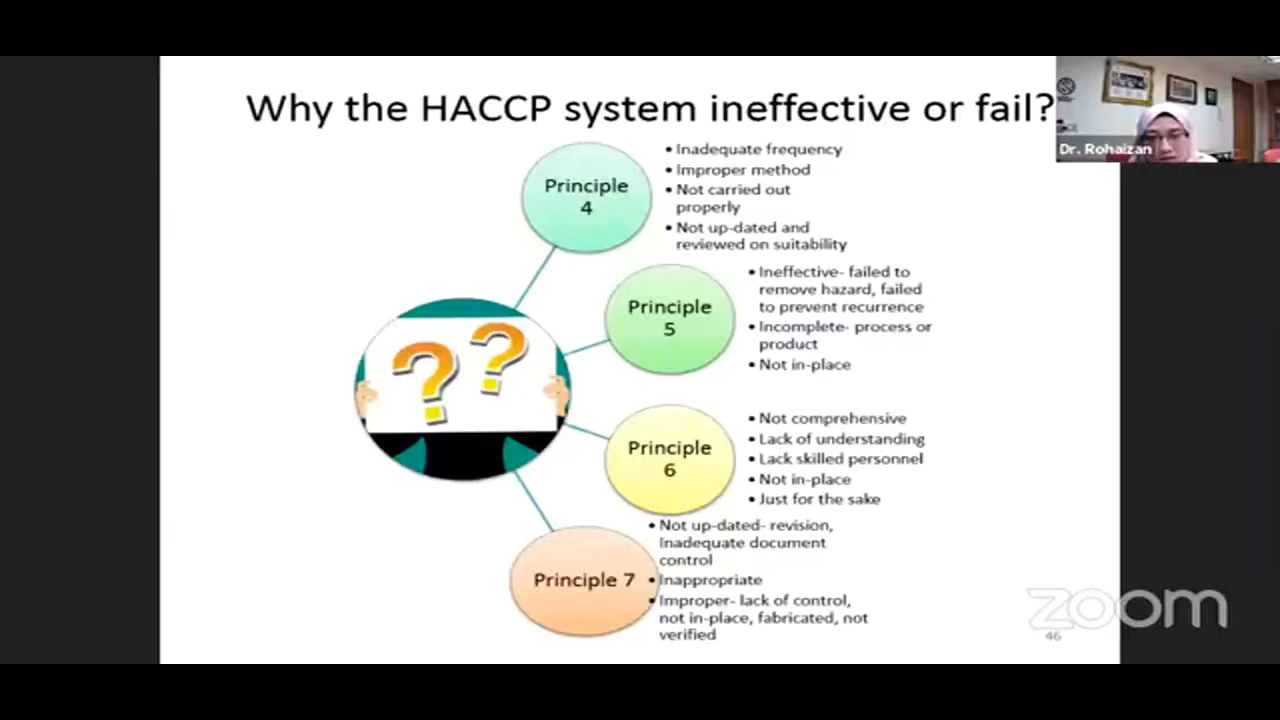 Why the HACCP system ineffective or fail?
Dr. Rohaizan
Principle
4
• Inadequate frequency
• Improper method
• Not carried out
properly
• Not up-dated and
reviewed on suitability
Principle
5
• Ineffective- failed to
remove hazard, failed
to prevent recurrence
• Incomplete- process or
product
• Not in-place
Principle
6
• Not comprehensive
• Lack of understanding
• Lack skilled personnel
• Not in-place
• Just for the sake
Principle 7
• Not up-dated- revision,
Inadequate document
control
• Inappropriate
• Improper- lack of control,
not in-place, fabricated, not
verified
??
zoom
46